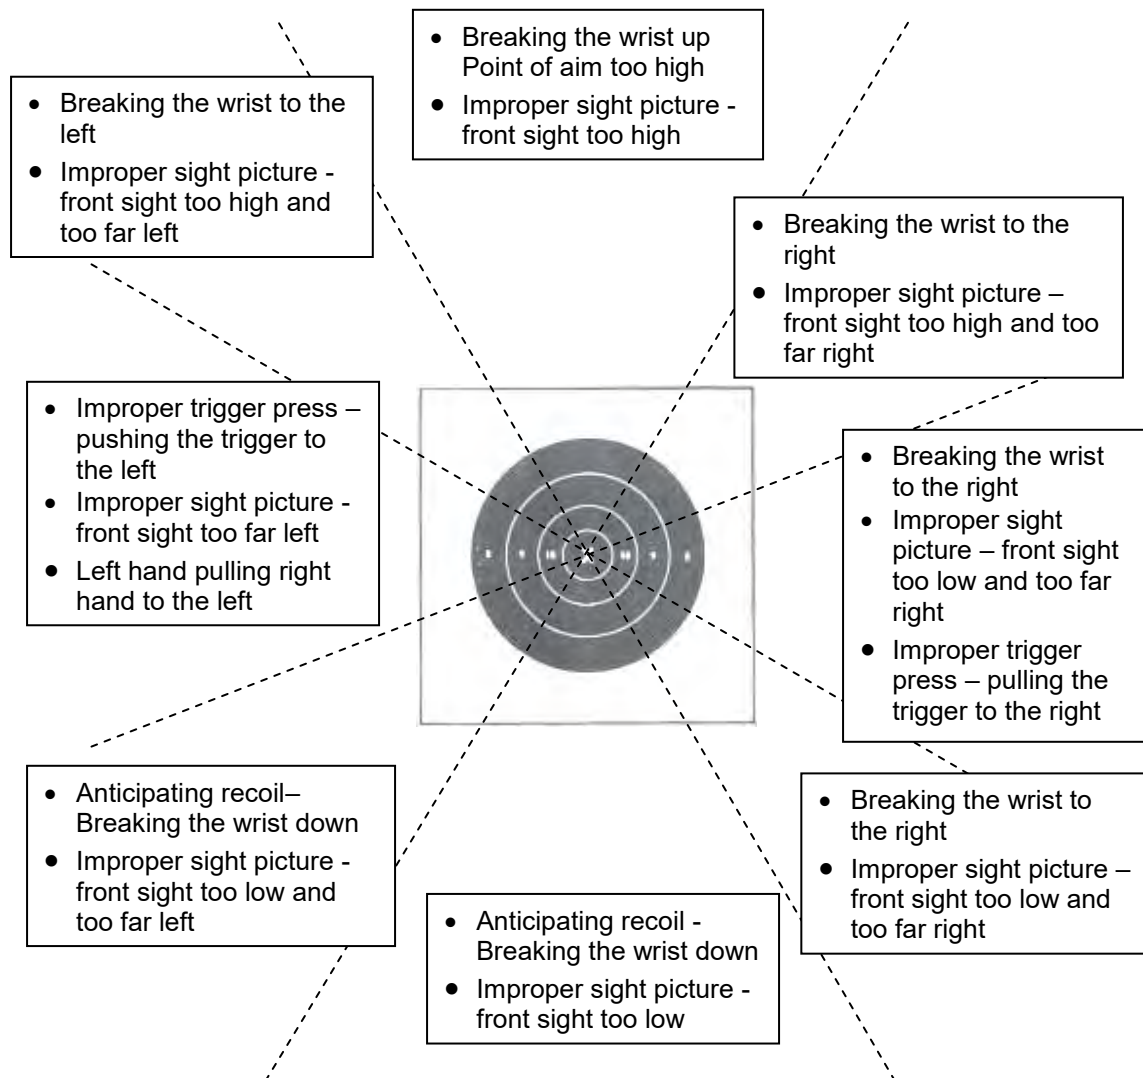 • Breaking the wrist up
Point of aim too high
• Improper sight picture -
front sight too high
• Breaking the wrist to the
left
• Improper sight picture -
front sight too high and
too far left
• Breaking the wrist to the
right
• Improper sight picture –
front sight too high and too
far right
• Improper trigger press –
pushing the trigger to
the left
• Improper sight picture -
front sight too far left
• Left hand pulling right
hand to the left
8 9 10 X 10 9 8
• Breaking the wrist
to the right
• Improper sight
picture – front sight
too low and too far
right
• Improper trigger
press – pulling the
trigger to the right
• Anticipating recoil–
Breaking the wrist down
• Improper sight picture -
front sight too low and
too far left
• Anticipating recoil -
Breaking the wrist down
• Improper sight picture -
front sight too low
• Breaking the wrist to
the right
• Improper sight picture –
front sight too low and
too far right